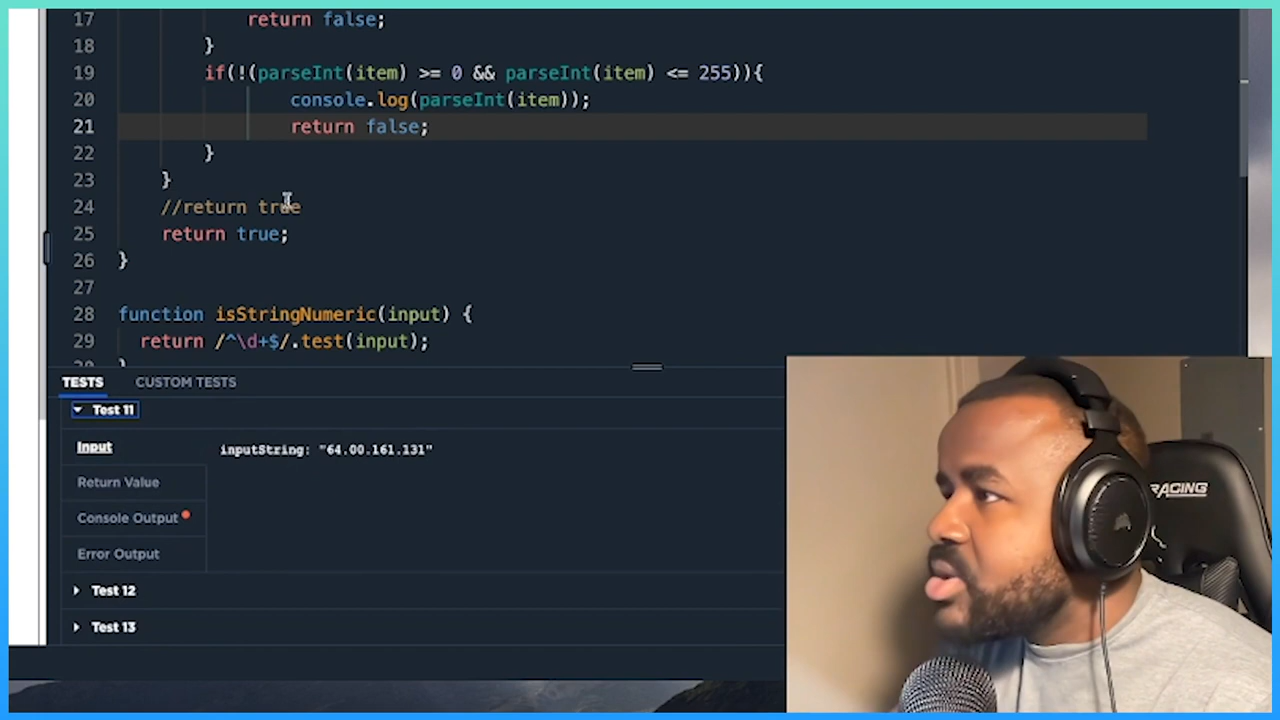 17 return false;
18 }
19 if(!(parseInt(item) >= 0 && parseInt(item) <= 255)){
20 console.log(parseInt(item));
21 return false;
22 }
23 }
24 //return true
25 return true;
26 }
27
28 function isStringNumeric(input) {
29 return /^\d+$/.test(input);
TESTS CUSTOM TESTS
Test 11
Input inputString: "64.00.161.131"
Return Value
Console Output
Error Output
Test 12
Test 13
RACING